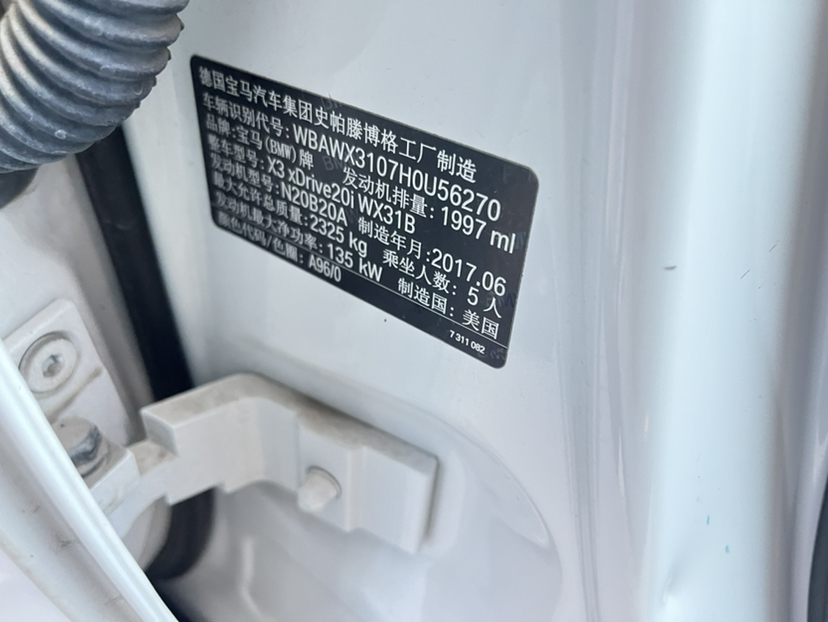 德国宝马汽车集团史帕滕博格工厂制造
车辆识别代号: WBAWX3107H0U56270
品牌: 宝马(BMW)牌 发动机排量: 1997 ml
整车型号: X3 xDrive20i WX31B
发动机型号: N20B20A 制造年月: 2017.06
最大允许总质量: 2325 kg 乘坐人数: 5 人
发动机最大净功率: 135 kW 制造国: 美国
颜色代码/色圈: A96/0
7 311 082